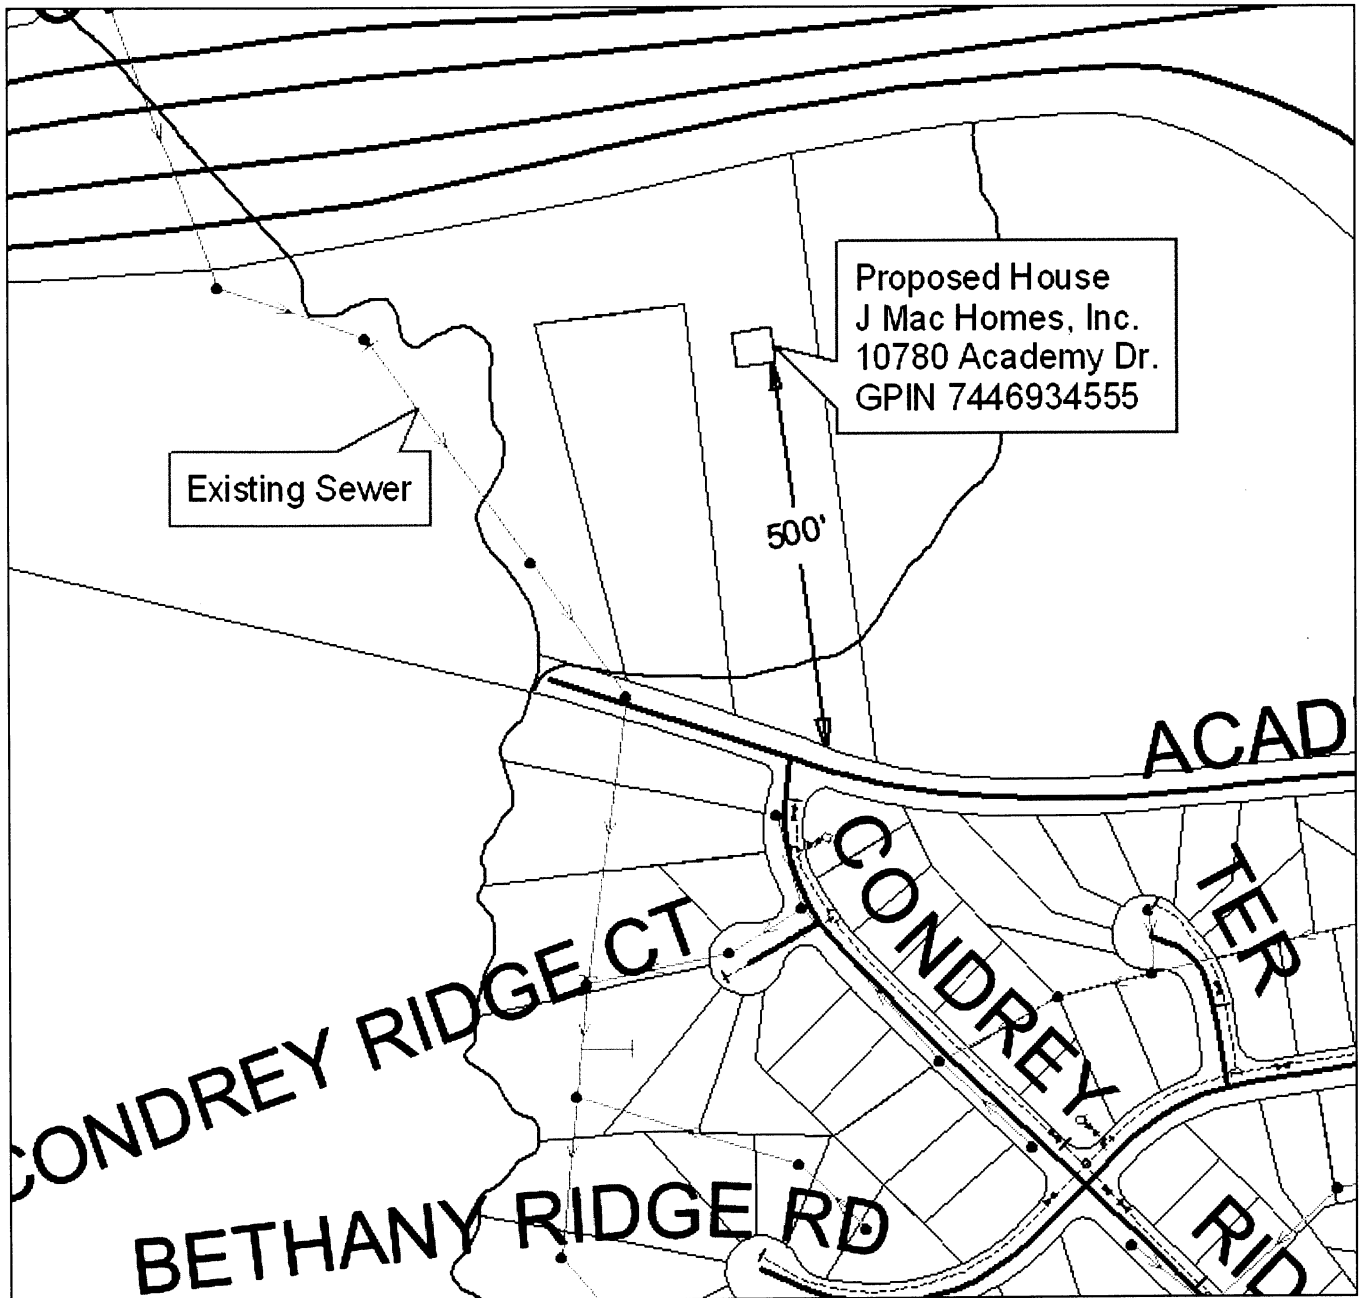 Proposed House
J Mac Homes, Inc.
10780 Academy Dr.
GPIN 7446934555
Existing Sewer
500'
ACAD
CONDREY
TER
CONDREY RIDGE CT
BETHANY RIDGE RD
RID